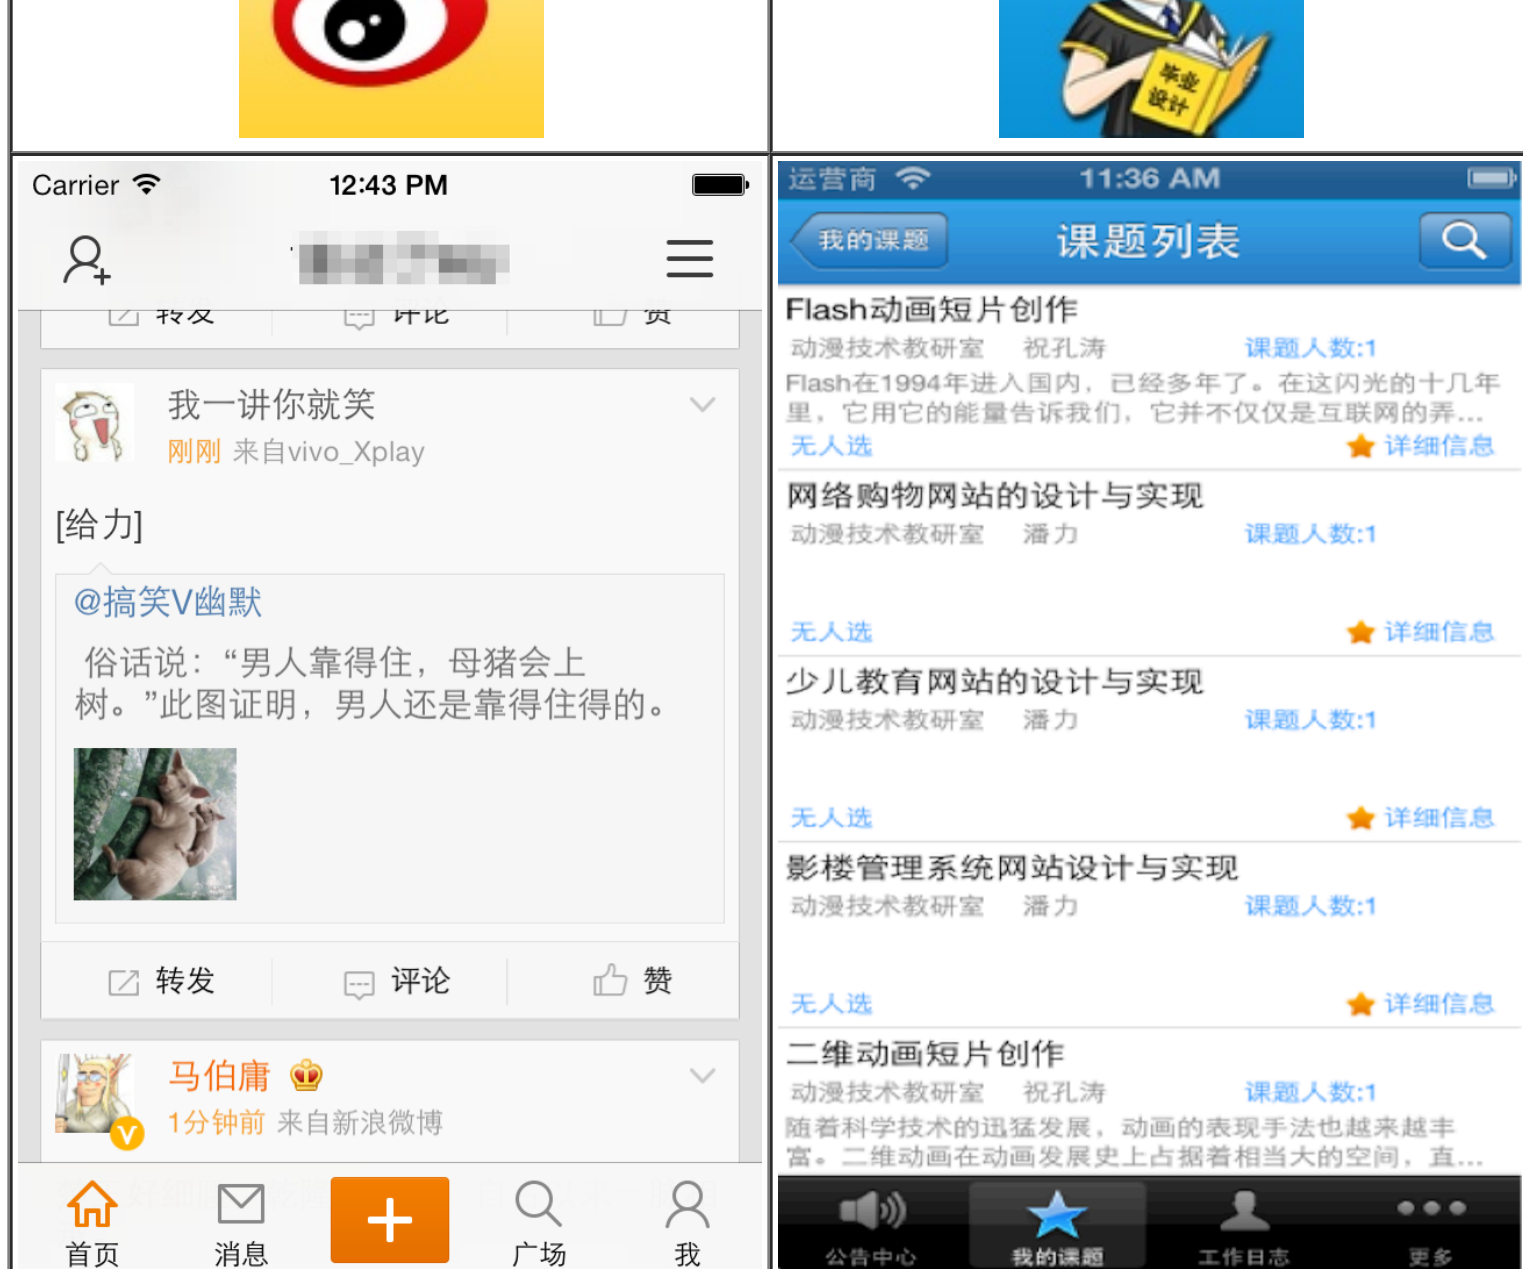 毕业
设计
Carrier 12:43 PM
转发 评论 赞
我一讲你就笑
刚刚 来自vivo_Xplay
[给力]
@搞笑V幽默
俗话说：“男人靠得住，母猪会上
树。”此图证明，男人还是靠得住得的。
转发 评论 赞
马伯庸
V
1分钟前 来自新浪微博
首页 消息 广场 我
运营商 11:36 AM
我的课题 课题列表
Flash动画短片创作
动漫技术教研室 祝孔涛 课题人数:1
Flash在1994年进入国内，已经多年了。在这闪光的十几年
里，它用它的能量告诉我们，它并不仅仅是互联网的弄...
无人选 详细信息
网络购物网站的设计与实现
动漫技术教研室 潘力 课题人数:1
无人选 详细信息
少儿教育网站的设计与实现
动漫技术教研室 潘力 课题人数:1
无人选 详细信息
影楼管理系统网站设计与实现
动漫技术教研室 潘力 课题人数:1
无人选 详细信息
二维动画短片创作
动漫技术教研室 祝孔涛 课题人数:1
随着科学技术的迅猛发展，动画的表现手法也越来越丰
富。二维动画在动画发展史上占据着相当大的空间，直...
公告中心 我的课题 工作日志 更多